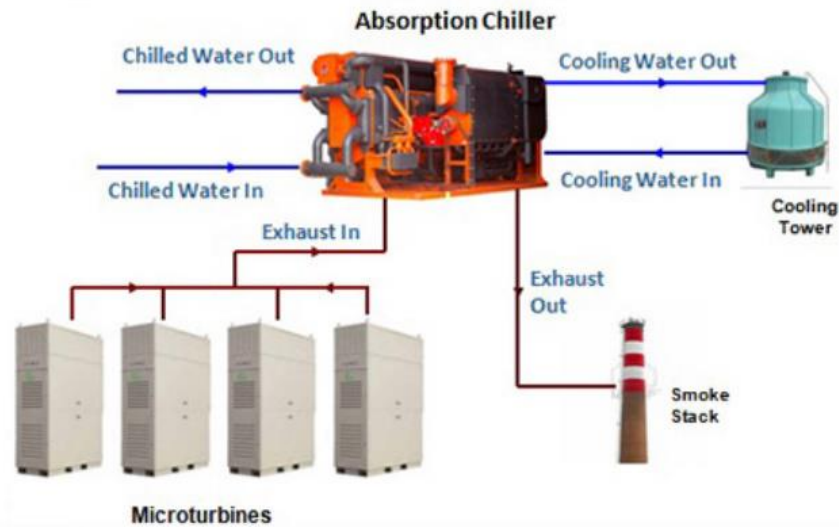 Absorption Chiller
Chilled Water Out
Cooling Water Out
Chilled Water In
Cooling Water In
Cooling
Tower
Exhaust In
Exhaust
Out
Smoke
Stack
Microturbines